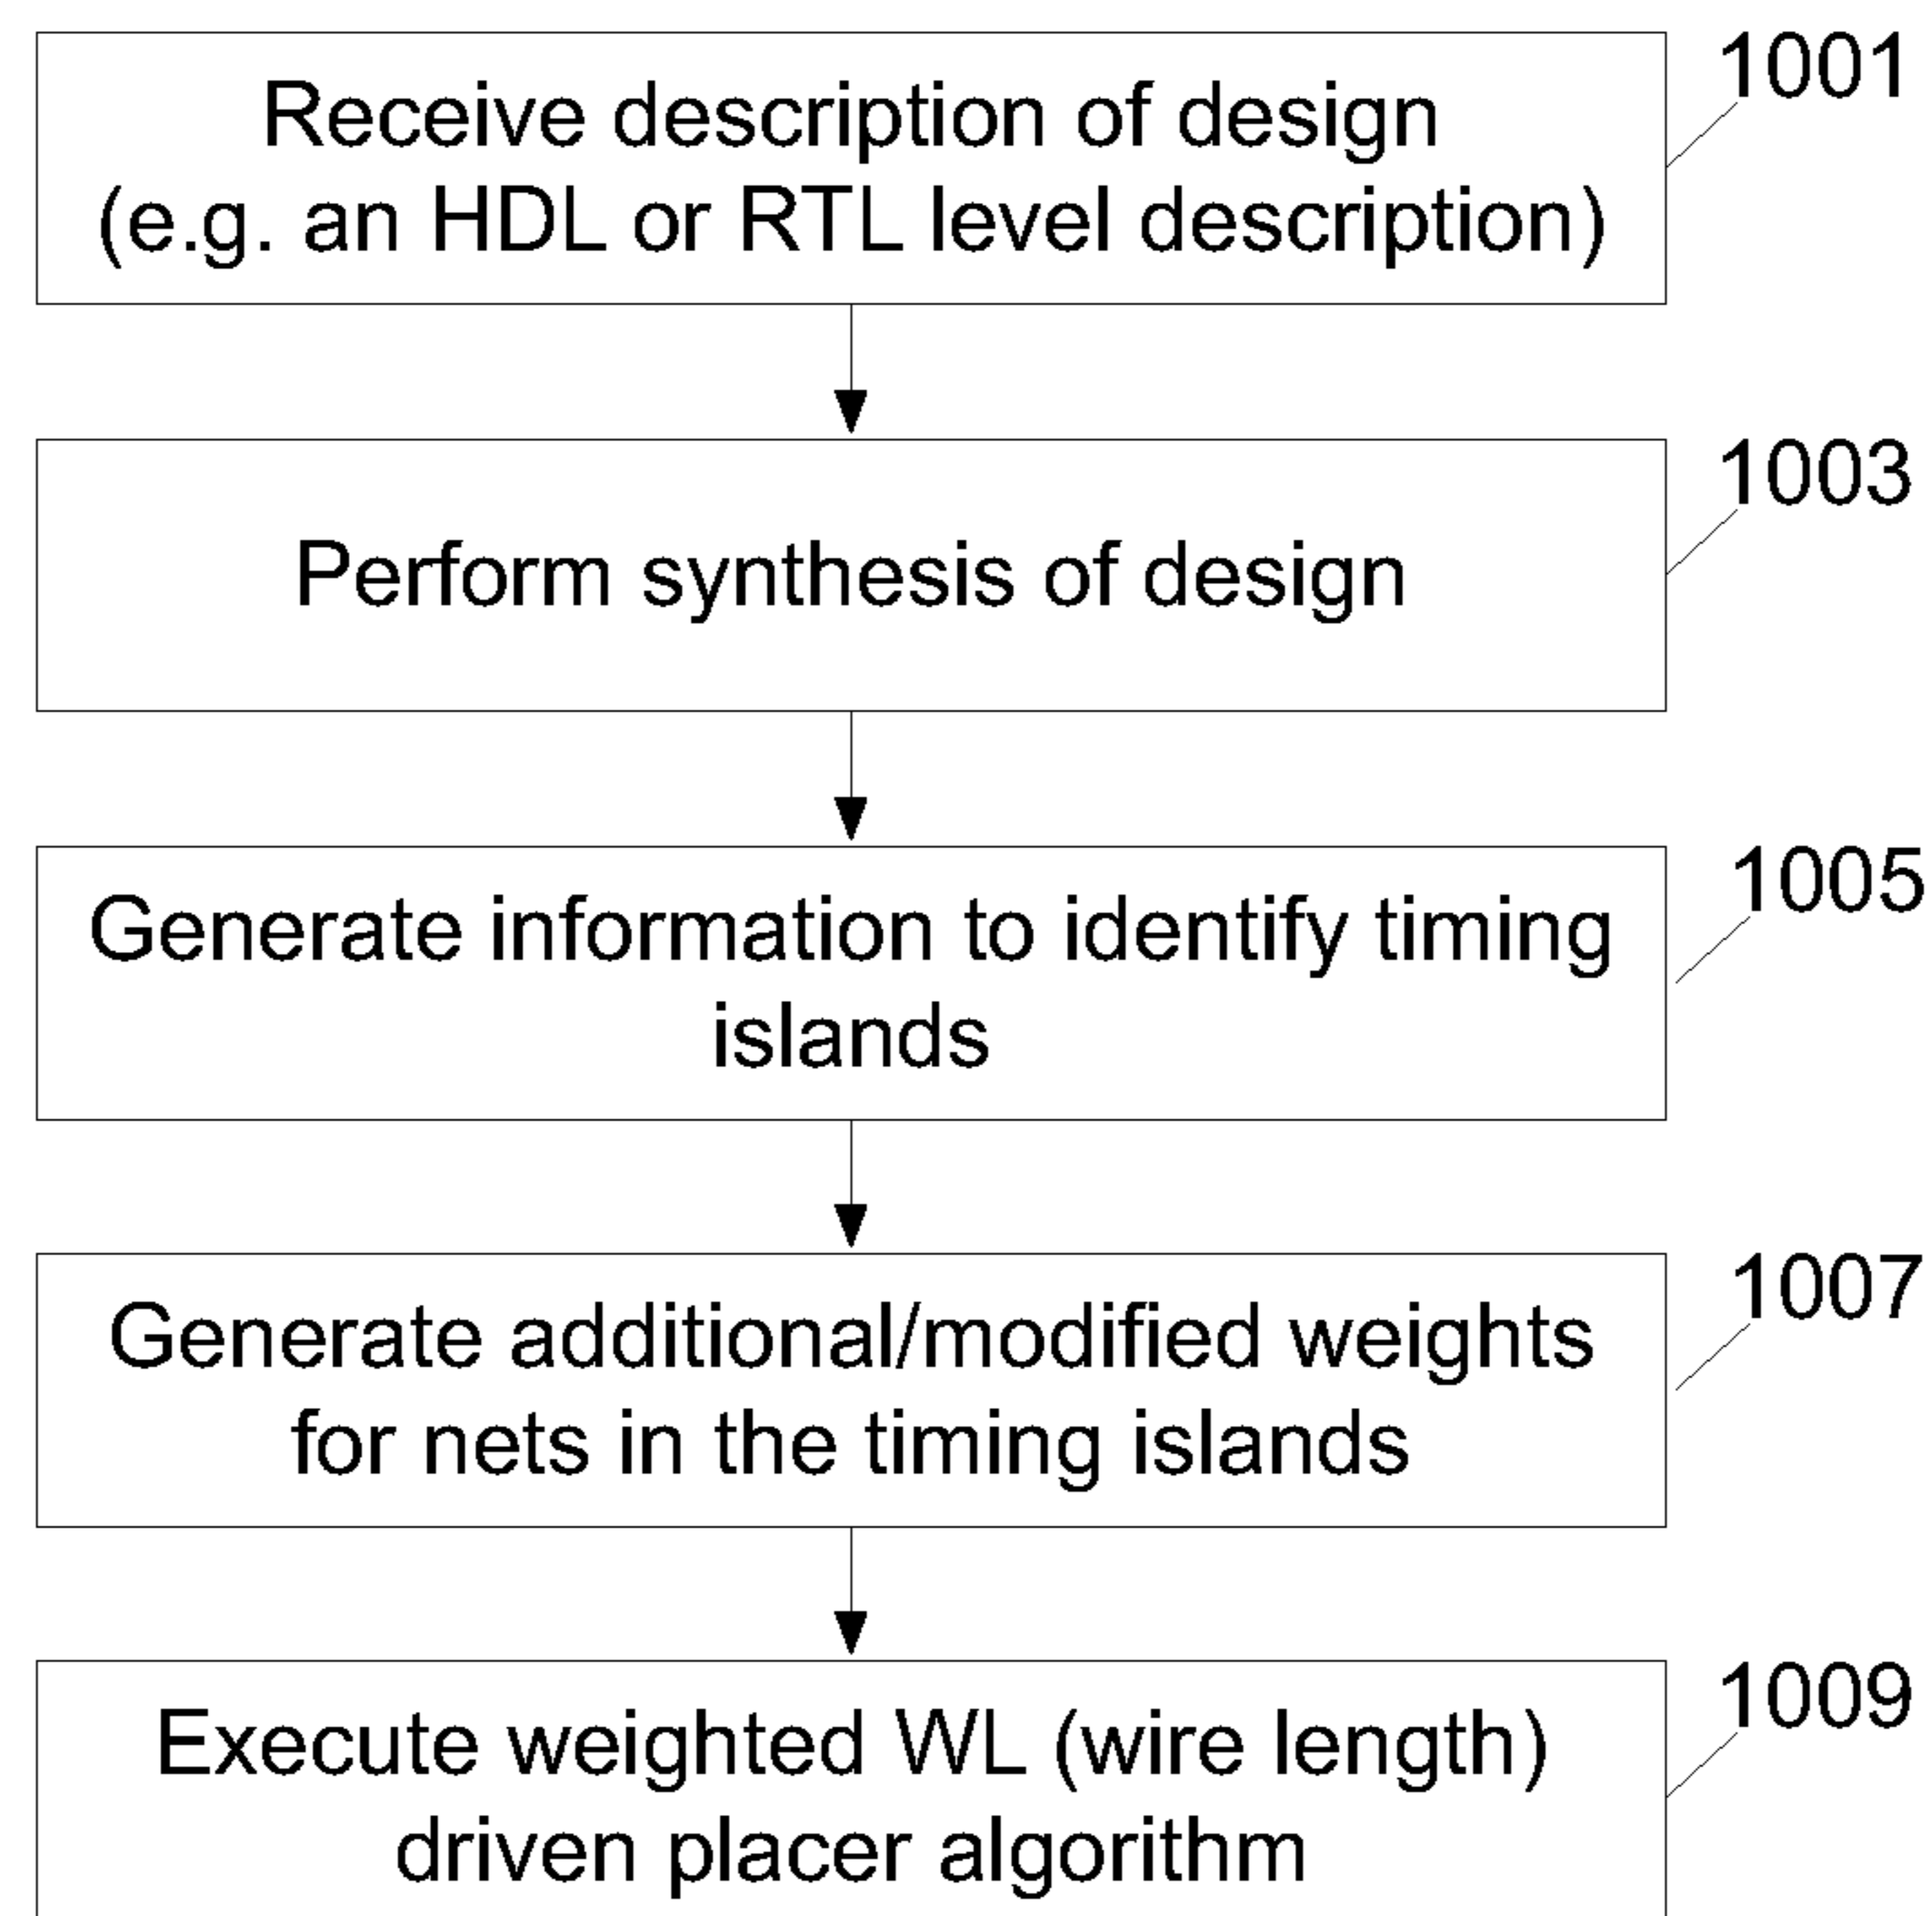 Receive description of design
(e.g. an HDL or RTL level description)
1001
Perform synthesis of design
1003
Generate information to identify timing
islands
1005
Generate additional/modified weights
for nets in the timing islands
1007
Execute weighted WL (wire length)
driven placer algorithm
1009